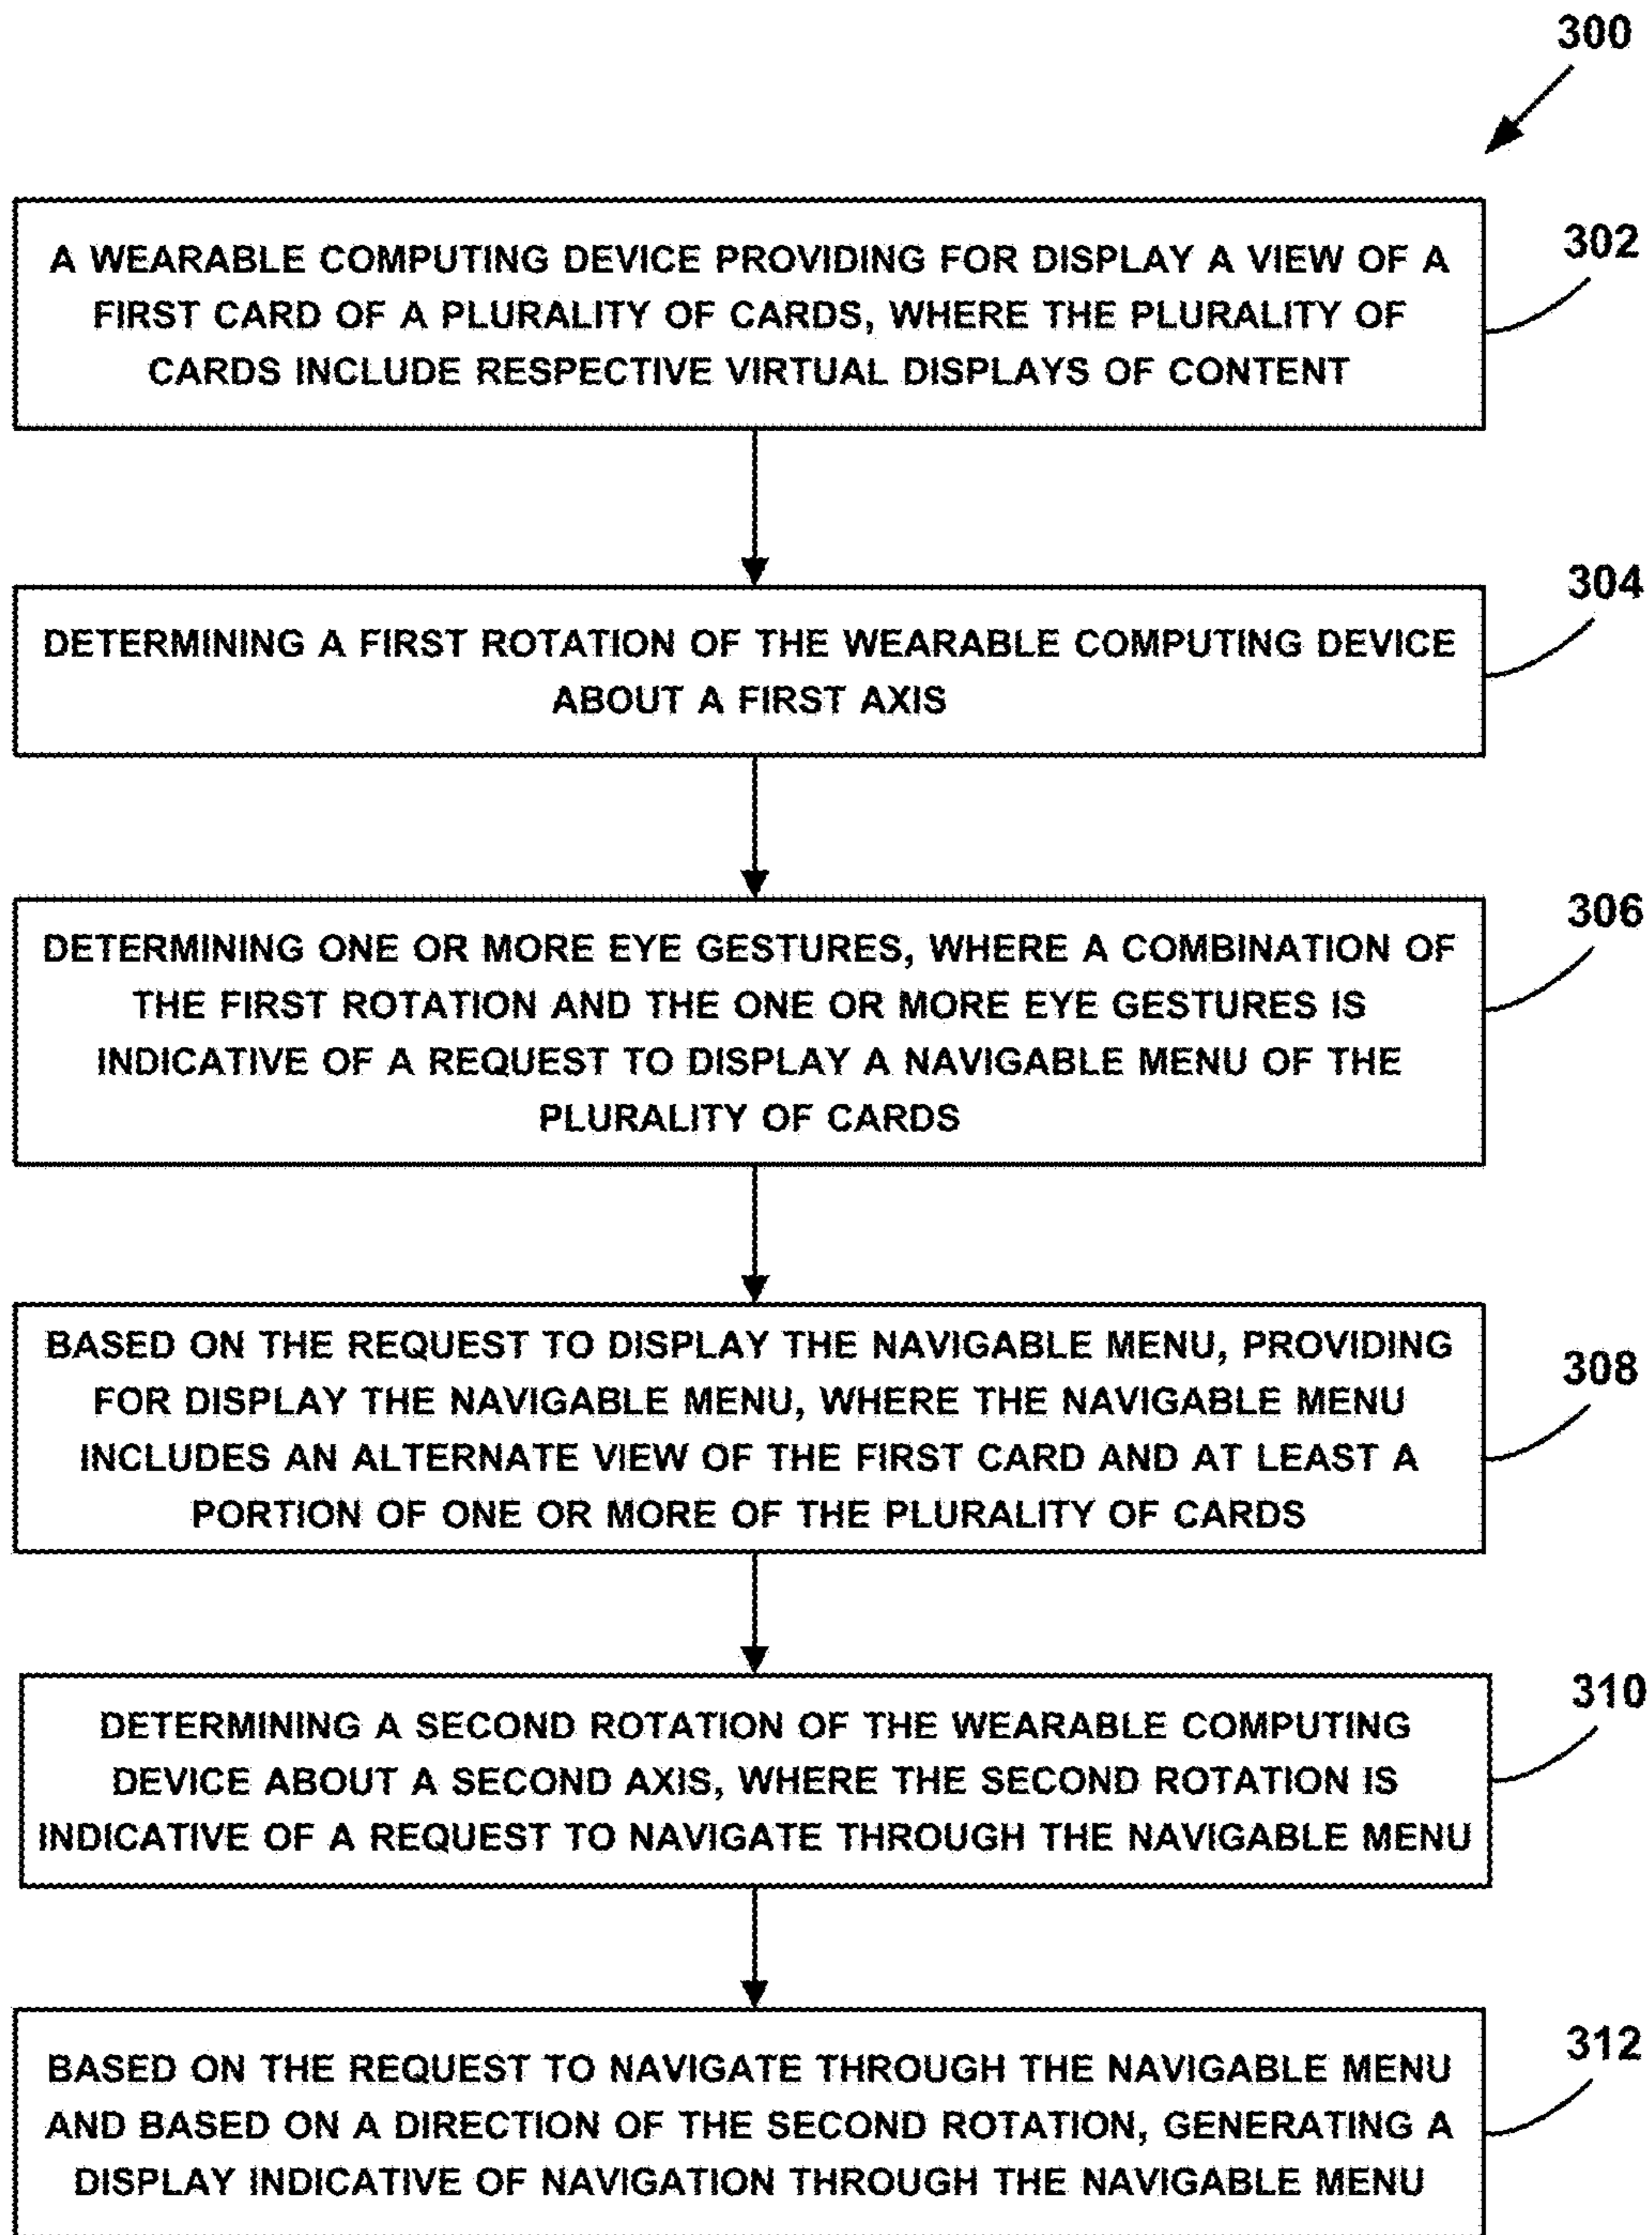 300
A WEARABLE COMPUTING DEVICE PROVIDING FOR DISPLAY A VIEW OF A
FIRST CARD OF A PLURALITY OF CARDS, WHERE THE PLURALITY OF
CARDS INCLUDE RESPECTIVE VIRTUAL DISPLAYS OF CONTENT
302
DETERMINING A FIRST ROTATION OF THE WEARABLE COMPUTING DEVICE
ABOUT A FIRST AXIS
304
DETERMINING ONE OR MORE EYE GESTURES, WHERE A COMBINATION OF
THE FIRST ROTATION AND THE ONE OR MORE EYE GESTURES IS
INDICATIVE OF A REQUEST TO DISPLAY A NAVIGABLE MENU OF THE
PLURALITY OF CARDS
306
BASED ON THE REQUEST TO DISPLAY THE NAVIGABLE MENU, PROVIDING
FOR DISPLAY THE NAVIGABLE MENU, WHERE THE NAVIGABLE MENU
INCLUDES AN ALTERNATE VIEW OF THE FIRST CARD AND AT LEAST A
PORTION OF ONE OR MORE OF THE PLURALITY OF CARDS
308
DETERMINING A SECOND ROTATION OF THE WEARABLE COMPUTING
DEVICE ABOUT A SECOND AXIS, WHERE THE SECOND ROTATION IS
INDICATIVE OF A REQUEST TO NAVIGATE THROUGH THE NAVIGABLE MENU
310
BASED ON THE REQUEST TO NAVIGATE THROUGH THE NAVIGABLE MENU
AND BASED ON A DIRECTION OF THE SECOND ROTATION, GENERATING A
DISPLAY INDICATIVE OF NAVIGATION THROUGH THE NAVIGABLE MENU
312